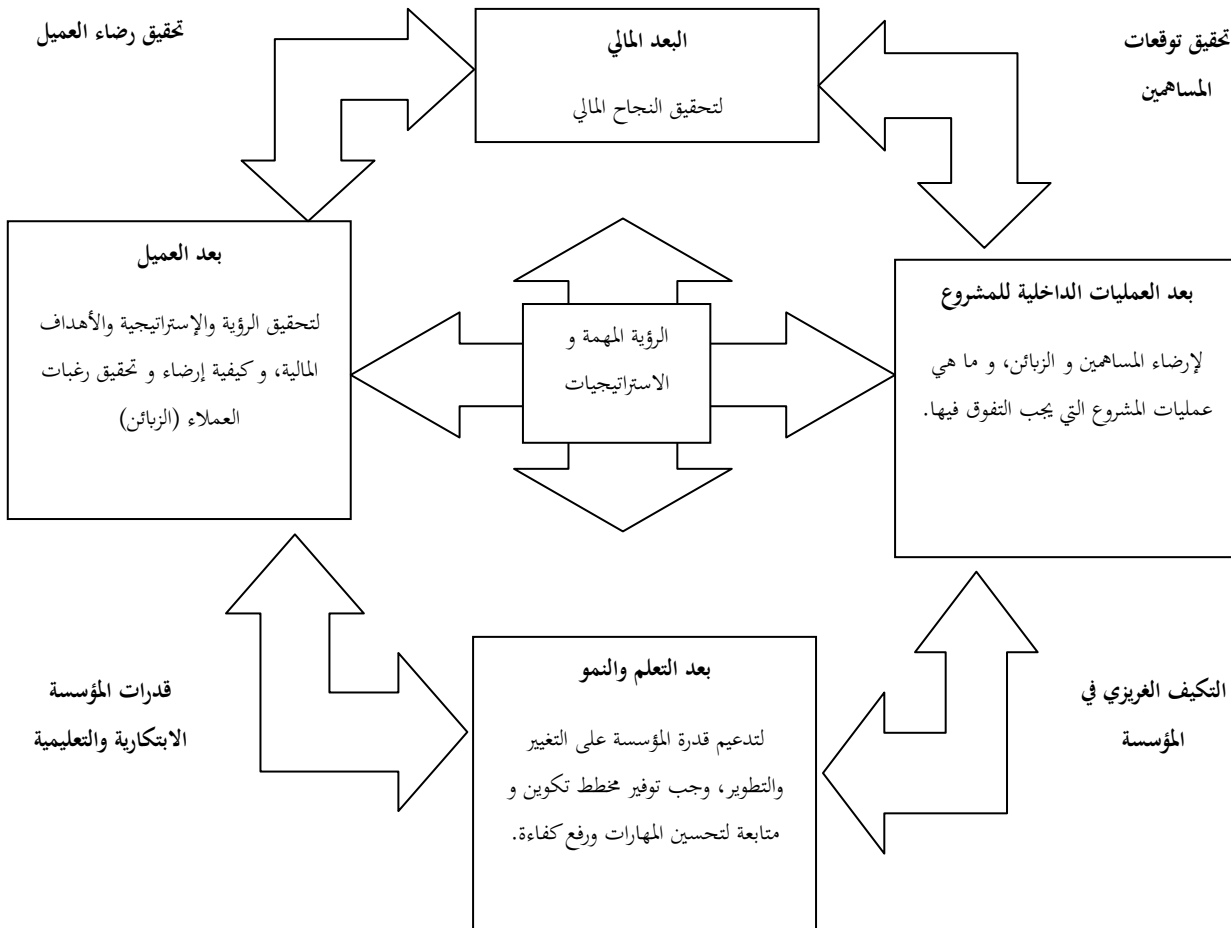 تحقيق توقعات
المساهمين
البعد المالي
لتحقيق النجاح المالي
تحقيق رضاء العميل
بعد العمليات الداخلية للمشروع
لإرضاء المساهمين و الزبائن، و ما هي
عمليات المشروع التي يجب التفوق فيها.
الرؤية المهمة و
الاستراتيجيات
بعد العميل
لتحقيق الرؤية والإستراتيجية والأهداف
المالية، و كيفية إرضاء و تحقيق رغبات
العملاء (الزبائن)
التكيف الغريزي في
المؤسسة
بعد التعلم والنمو
لتدعيم قدرة المؤسسة على التغيير
والتطوير، وجب توفير مخطط تكوين و
متابعة لتحسين المهارات ورفع كفاءة.
قدرات المؤسسة
الابتكارية والتعليمية